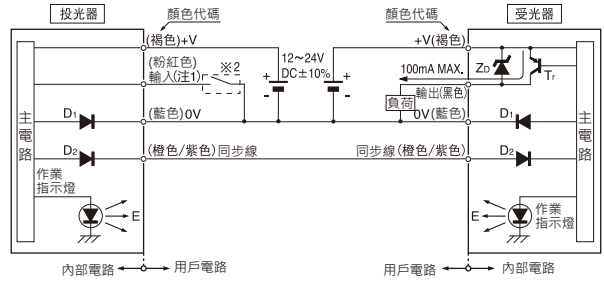 投光器
顏色代碼
顏色代碼
受光器
(褐色)+V
+V(褐色)
(粉紅色)
輸入(注1)
※2
12～24V
DC±10%
+
-
+
-
100mA MAX.
ZD
Tr
負荷
輸出(黑色)
主電路
D1
(藍色)0V
0V(藍色)
D1
主電路
D2
(橙色/紫色)同步線
同步線(橙色/紫色)
D2
作業
指示燈
E
E
作業
指示燈
內部電路
用戶電路
用戶電路
內部電路